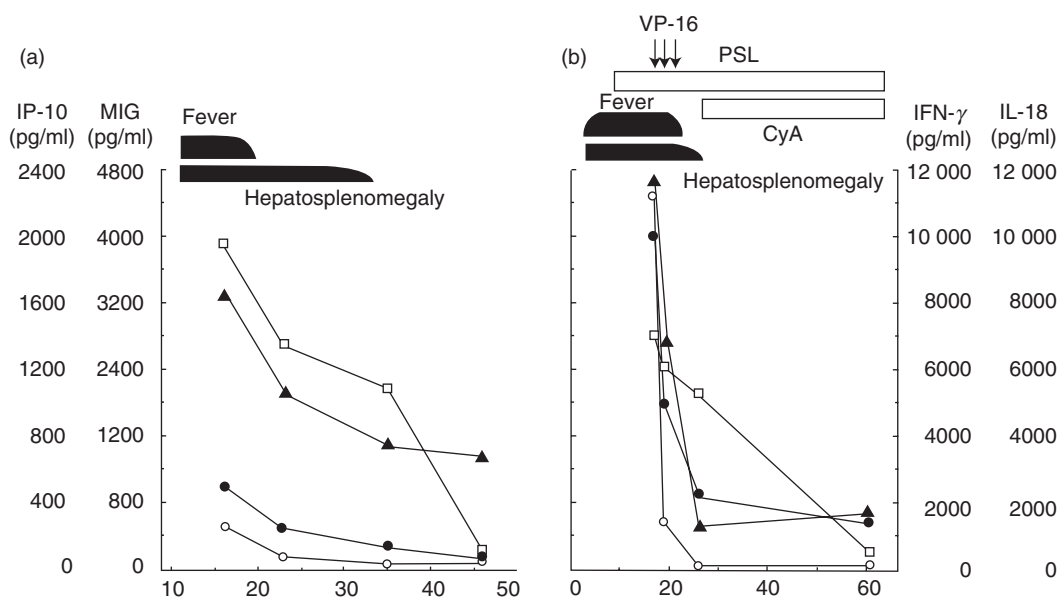 (a)
IP-10 MIG
(pg/ml) (pg/ml)
Fever
Hepatosplenomegaly
2400 4800
2000 4000
1600 3200
1200 2400
800 1200
400 800
0 0
10 20 30 40 50
VP-16
(b)
PSL
Fever
CyA
Hepatosplenomegaly
IFN-γ IL-18
(pg/ml) (pg/ml)
12 000 12 000
10 000 10 000
8000 8000
6000 6000
4000 4000
2000 2000
0 0
0 20 40 60